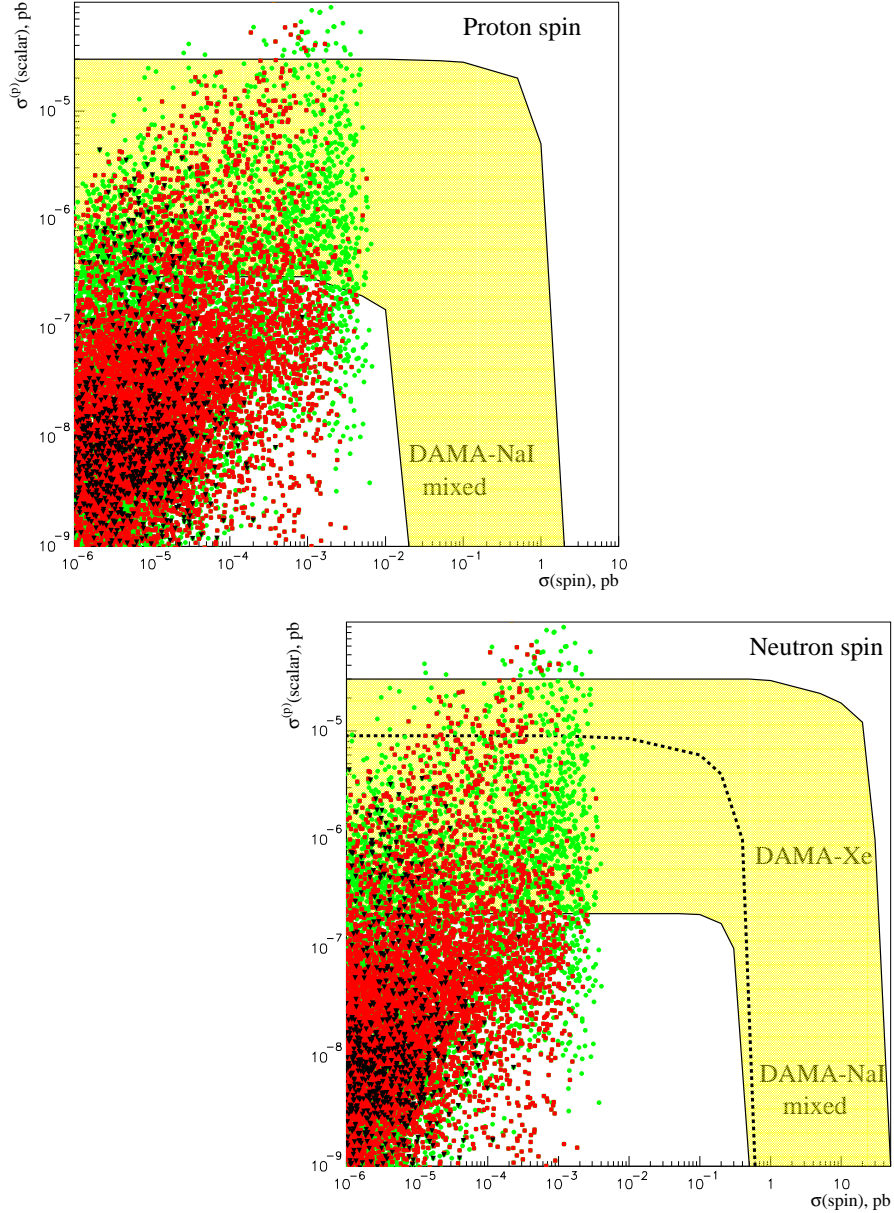 Proton spin
σ⁽ᵖ⁾(scalar), pb
10⁻⁵
10⁻⁶
10⁻⁷
10⁻⁸
10⁻⁹
DAMA-NaI
mixed
10⁻⁶ 10⁻⁵ 10⁻⁴ 10⁻³ 10⁻² 10⁻¹ 1 10
σ(spin), pb
Neutron spin
σ⁽ᵖ⁾(scalar), pb
10⁻⁵
10⁻⁶
10⁻⁷
10⁻⁸
10⁻⁹
DAMA-Xe
DAMA-NaI
mixed
10⁻⁶ 10⁻⁵ 10⁻⁴ 10⁻³ 10⁻² 10⁻¹ 1 10
σ(spin), pb